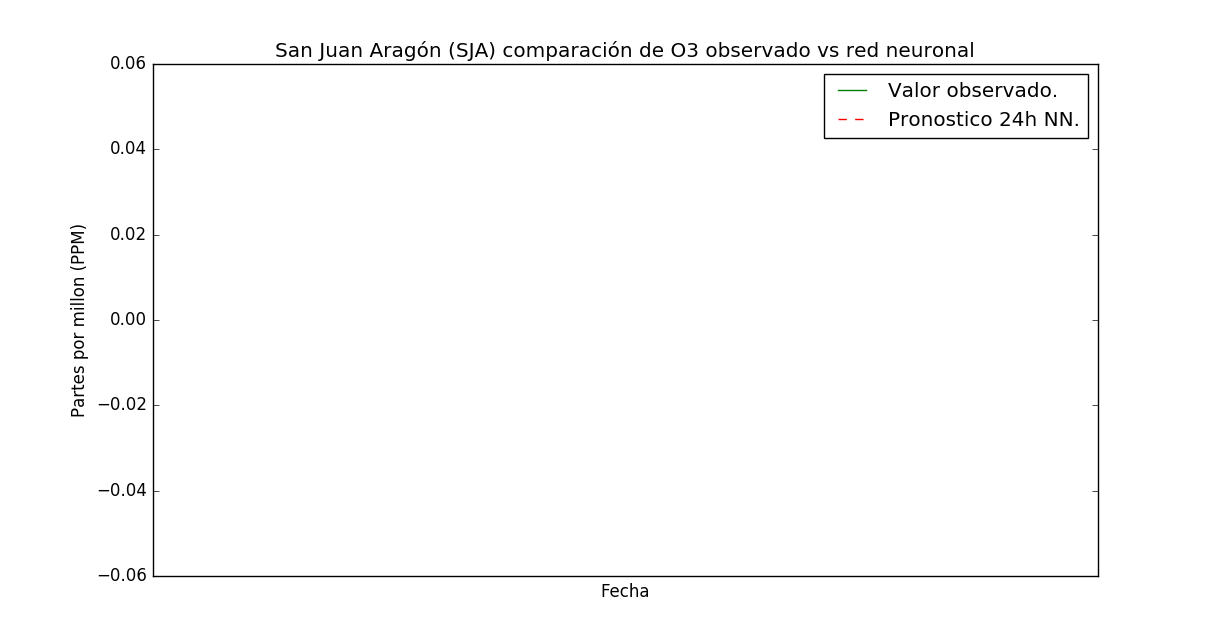 San Juan Aragón (SJA) comparación de O3 observado vs red neuronal
Valor observado.
Pronostico 24h NN.
Partes por millon (PPM)
0.06
0.04
0.02
0.00
−0.02
−0.04
−0.06
Fecha